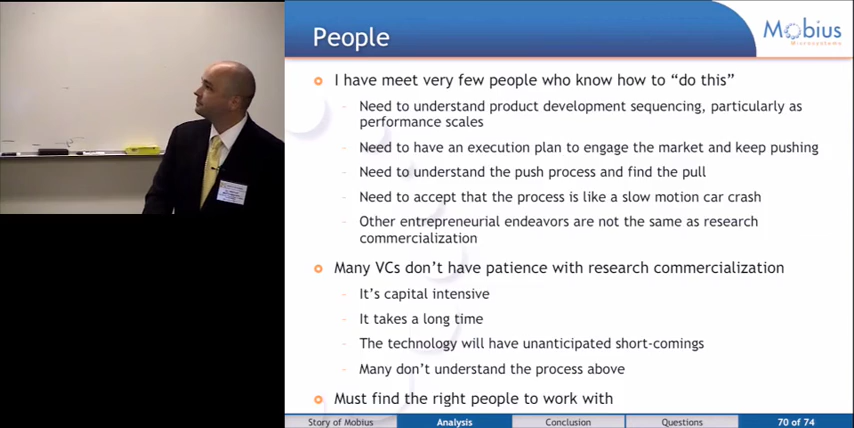 People
Mobius
Microsystems
I have meet very few people who know how to “do this”
Need to understand product development sequencing, particularly as
performance scales
Need to have an execution plan to engage the market and keep pushing
Need to understand the push process and find the pull
Need to accept that the process is like a slow motion car crash
Other entrepreneurial endeavors are not the same as research
commercialization
Many VCs don’t have patience with research commercialization
It’s capital intensive
It takes a long time
The technology will have unanticipated short-comings
Many don’t understand the process above
Must find the right people to work with
Story of Mobius
Analysis
Conclusion
Questions
70 of 74